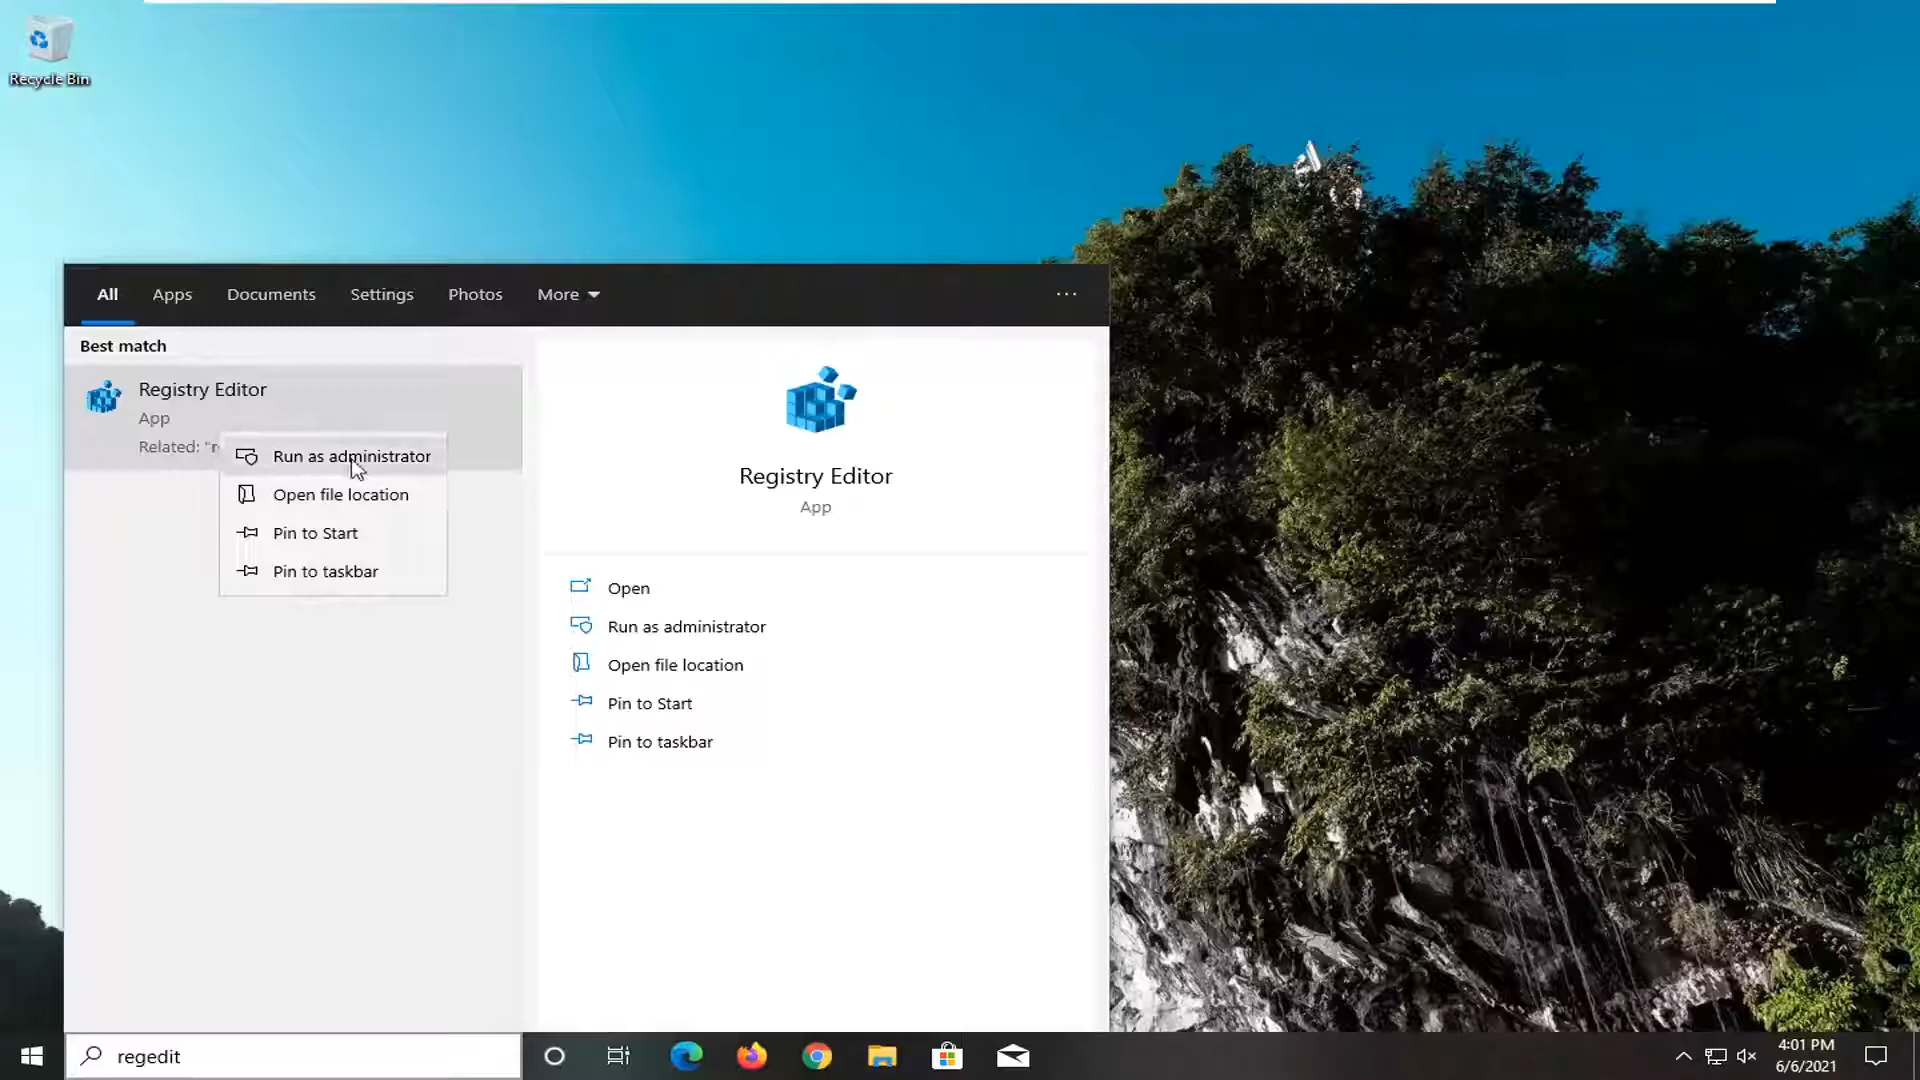 Recycle Bin
All Apps Documents Settings Photos More ...
Best match
Registry Editor
App
Related: "r
Run as administrator
Open file location
Pin to Start
Pin to taskbar
Registry Editor
App
Open
Run as administrator
Open file location
Pin to Start
Pin to taskbar
regedit
4:01 PM
6/6/2021